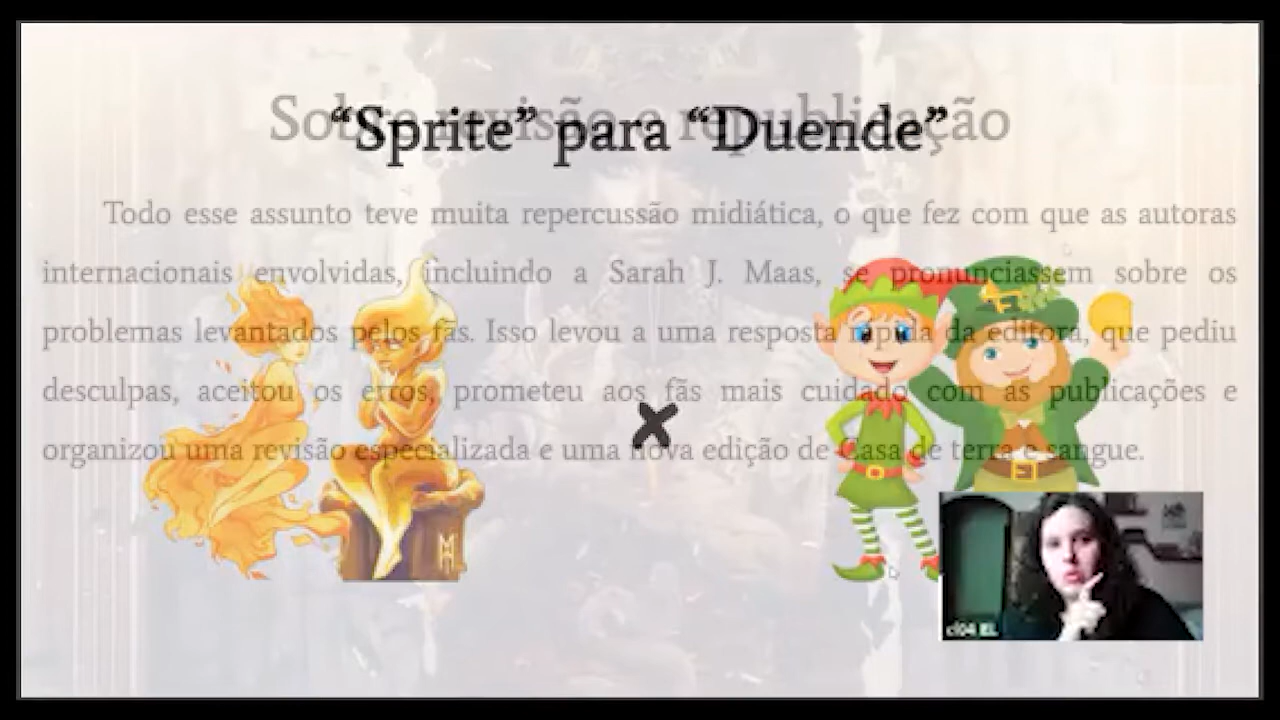 Sobre revisão e republicação
“Sprite” para “Duende”
Todo esse assunto teve muita repercussão midiática, o que fez com que as autoras
internacionais envolvidas, incluindo a Sarah J. Maas, se pronunciassem sobre os
problemas levantados pelos fãs. Isso levou a uma resposta rápida da editora, que pediu
desculpas, aceitou os erros, prometeu aos fãs mais cuidado com as publicações e
organizou uma revisão especializada e uma nova edição de Casa de terra e sangue.